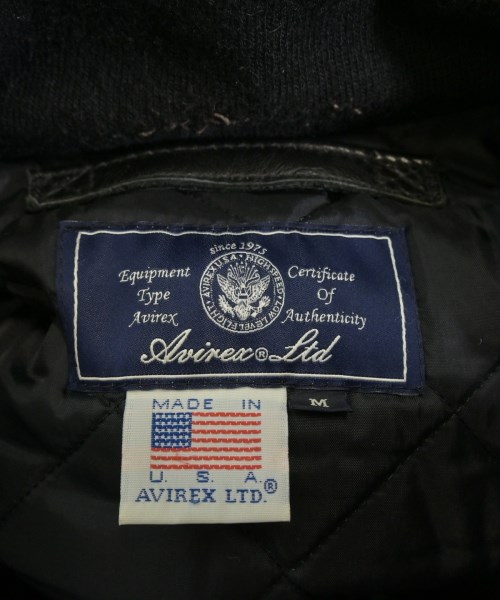 since 1975
AVIREX U.S.A. HIGH SPEED
LOW LEVEL FLIGHT
Equipment
Type
Avirex
Certificate
Of
Authenticity
Avirex® Ltd
M
MADE IN
U. S. A.
AVIREX LTD.®